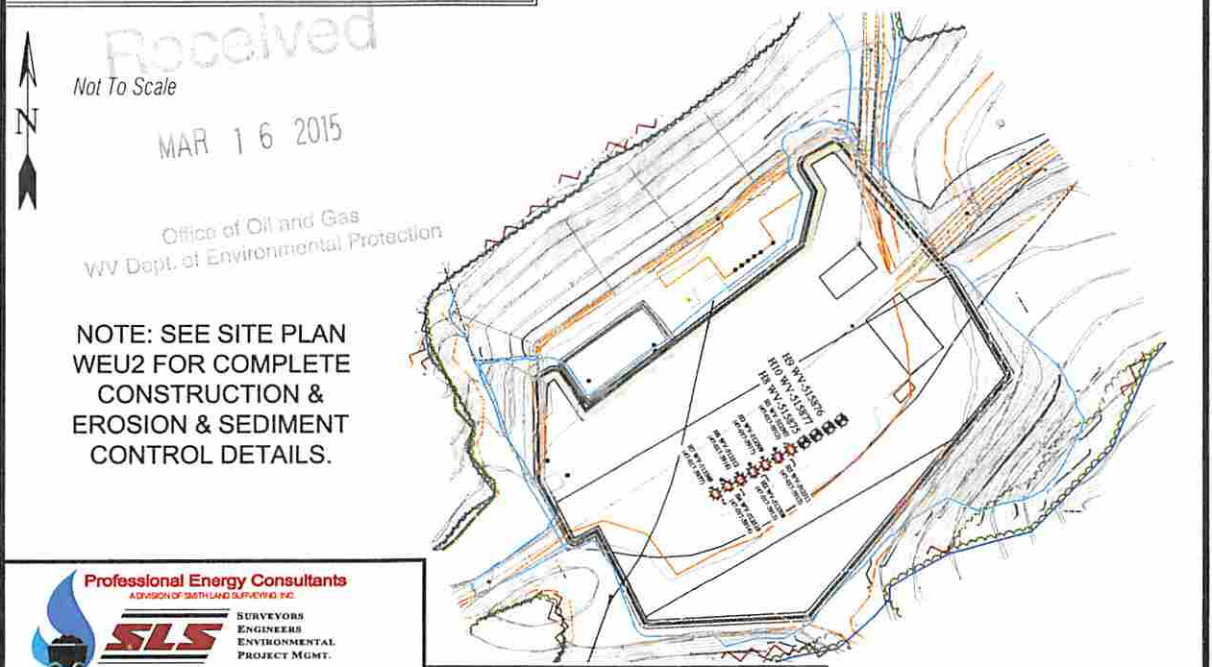 Received
Not To Scale
N
MAR 16 2015
Office of Oil and Gas
WV Dept. of Environmental Protection
NOTE: SEE SITE PLAN
WEU2 FOR COMPLETE
CONSTRUCTION &
EROSION & SEDIMENT
CONTROL DETAILS.
H9 WV-515876
H10 WV-515877
H8 WV-515875
Professional Energy Consultants
A DIVISION OF SMITH LAND SURVEYING, INC.
SLS
SURVEYORS
ENGINEERS
ENVIRONMENTAL
PROJECT MGMT.